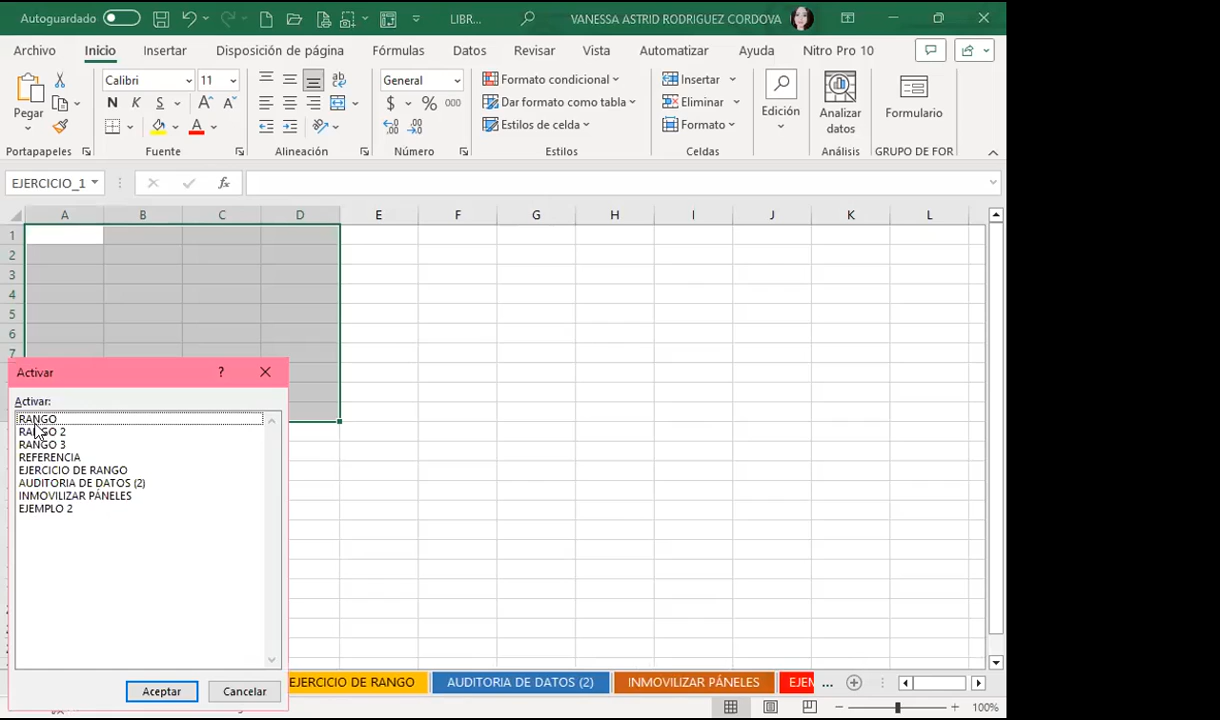 Autoguardado LIBR... VANESSA ASTRID RODRIGUEZ CORDOVA
Archivo Inicio Insertar Disposición de página Fórmulas Datos Revisar Vista Automatizar Ayuda Nitro Pro 10
Pegar
Calibri 11
N K S A A
A
ab
General
$ % 000
Formato condicional
Dar formato como tabla
Estilos de celda
Insertar
Eliminar
Formato
Edición
Analizar
datos
Formulario
Portapapeles Fuente Alineación Número Estilos Celdas Análisis GRUPO DE FOR
EJERCICIO_1 fx
A B C D E F G H I J K L
1
2
3
4
5
6
7
Activar ?
Activar:
RANGO
RANGO 2
RANGO 3
REFERENCIA
EJERCICIO DE RANGO
AUDITORIA DE DATOS (2)
INMOVILIZAR PÁNELES
EJEMPLO 2
Aceptar Cancelar
EJERCICIO DE RANGO AUDITORIA DE DATOS (2) INMOVILIZAR PÁNELES EJEM ...
100%